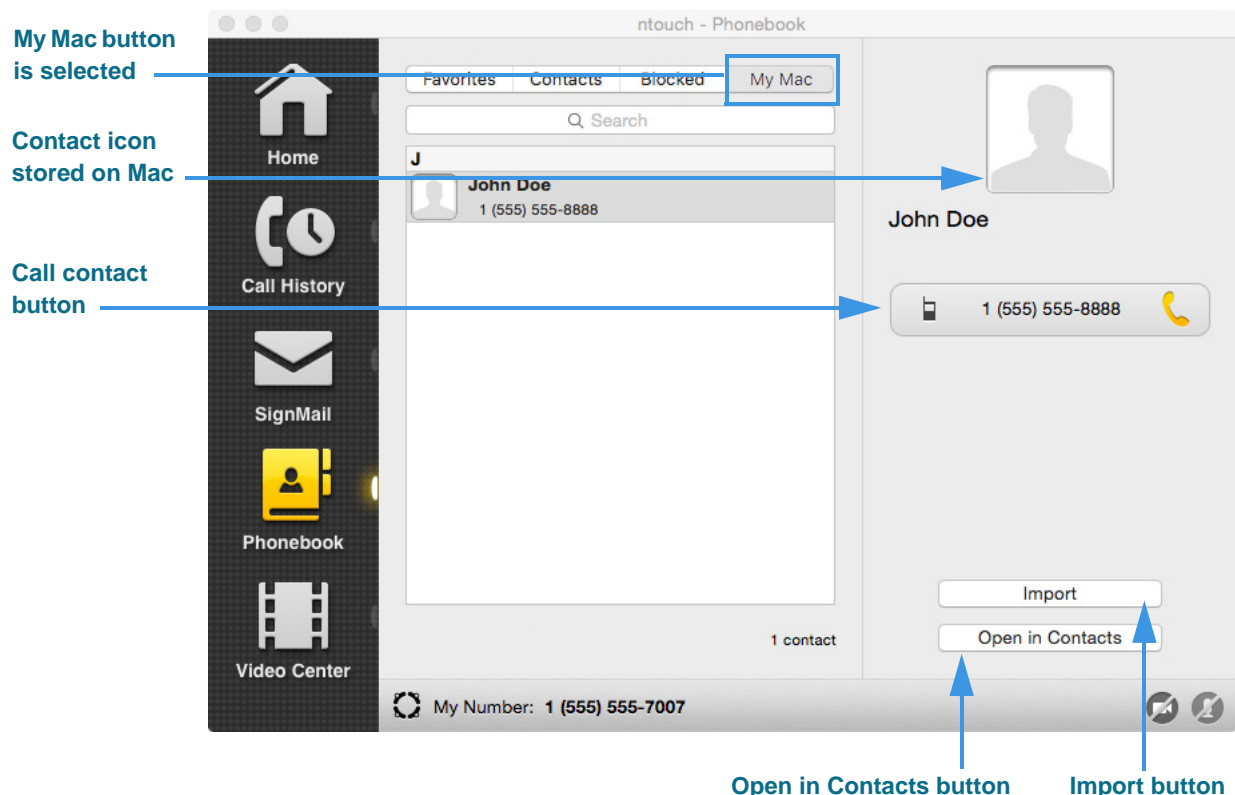 ntouch - Phonebook
My Mac button
is selected
Favorites Contacts Blocked My Mac
Search
Contact icon
stored on Mac
Home
J
John Doe
1 (555) 555-8888
John Doe
Call contact
button
Call History
1 (555) 555-8888
SignMail
Phonebook
Import
1 contact
Open in Contacts
Video Center
My Number: 1 (555) 555-7007
Open in Contacts button
Import button